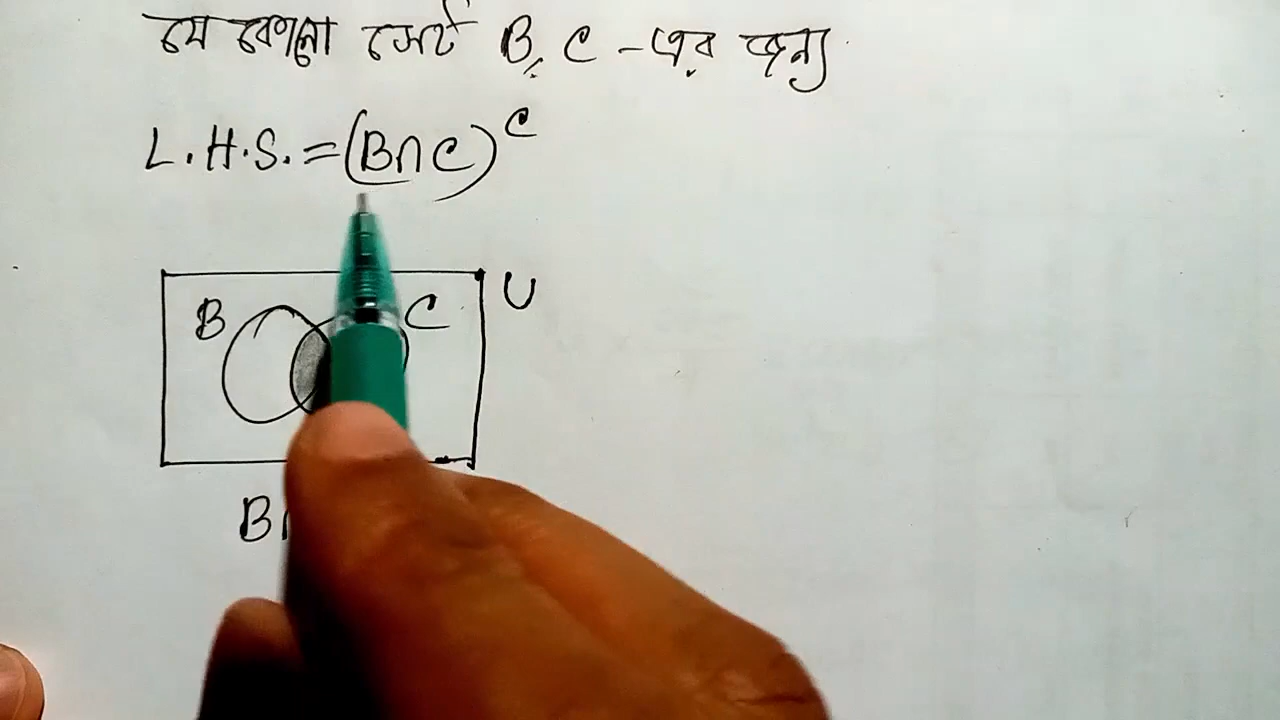 যে কোনো সেট B, C -এর জন্য
L.H.S. = (B∩C)^C
B C U
B∩